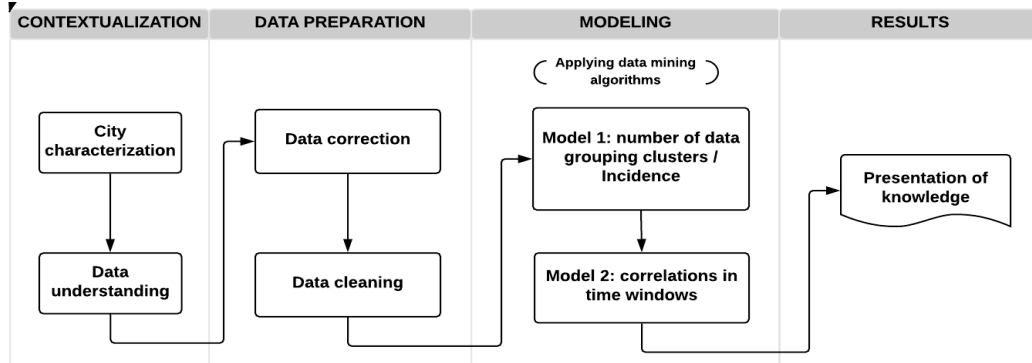 CONTEXTUALIZATION
DATA PREPARATION
MODELING
RESULTS
Applying data mining
algorithms
City
characterization
Data
understanding
Data correction
Data cleaning
Model 1: number of data
grouping clusters /
Incidence
Model 2: correlations in
time windows
Presentation of
knowledge